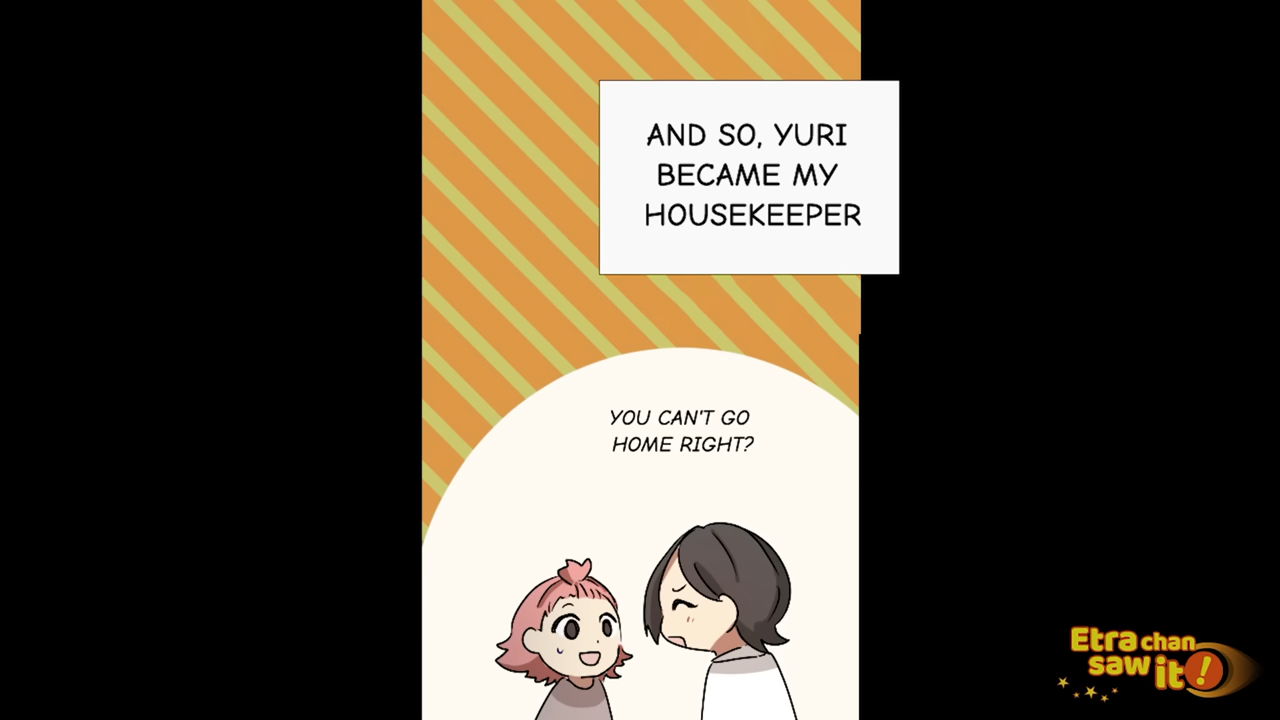 AND SO, YURI
BECAME MY
HOUSEKEEPER
YOU CAN'T GO
HOME RIGHT?
Etra chan
saw it!